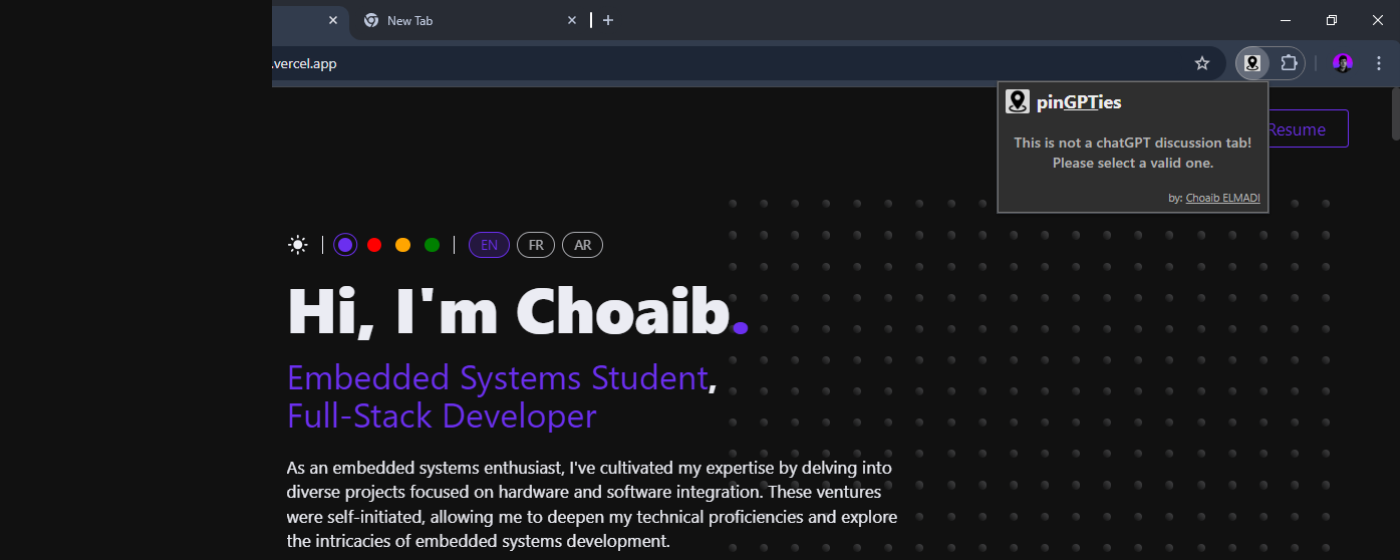 New Tab
.vercel.app
pinGPTies
This is not a chatGPT discussion tab!
Please select a valid one.
by: Choaib ELMADI
Resume
EN
FR
AR
Hi, I'm Choaib.
Embedded Systems Student,
Full-Stack Developer
As an embedded systems enthusiast, I've cultivated my expertise by delving into
diverse projects focused on hardware and software integration. These ventures
were self-initiated, allowing me to deepen my technical proficiencies and explore
the intricacies of embedded systems development.